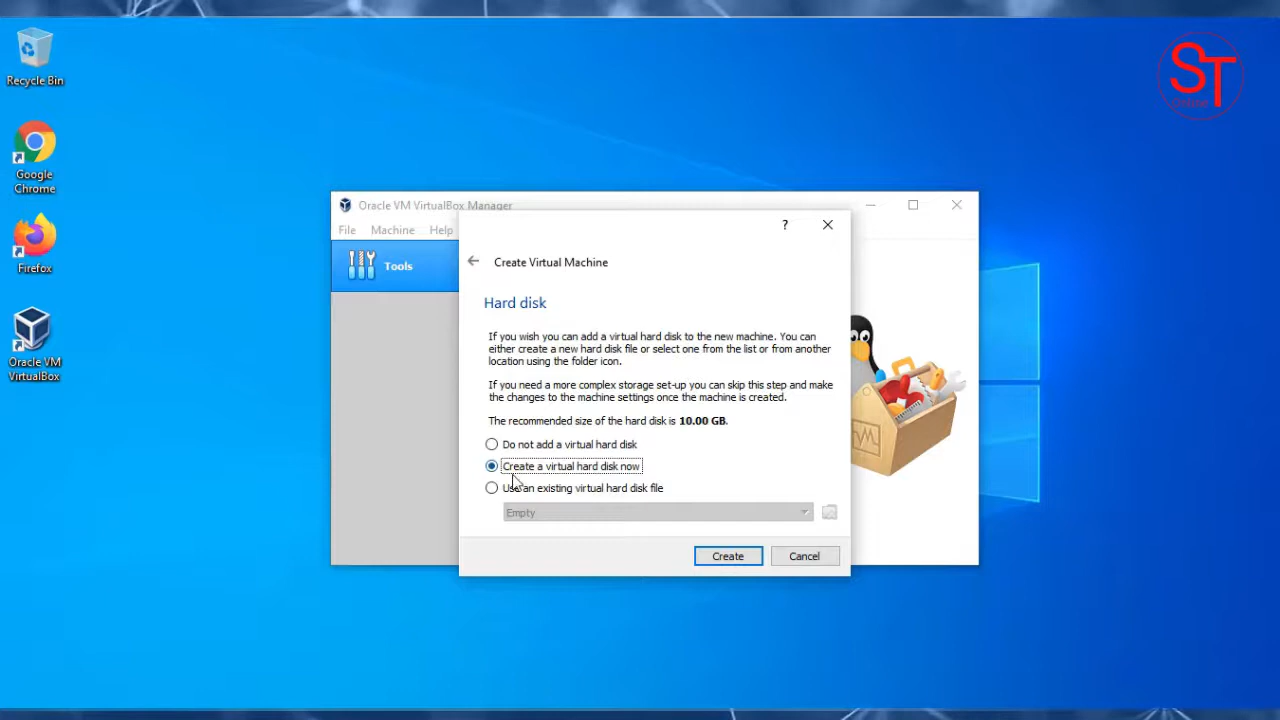 Recycle Bin
Google
Chrome
Firefox
Oracle VM
VirtualBox
ST
Online
Oracle VM VirtualBox Manager
File Machine Help
Tools
?
Create Virtual Machine
Hard disk
If you wish you can add a virtual hard disk to the new machine. You can
either create a new hard disk file or select one from the list or from another
location using the folder icon.
If you need a more complex storage set-up you can skip this step and make
the changes to the machine settings once the machine is created.
The recommended size of the hard disk is 10.00 GB.
Do not add a virtual hard disk
Create a virtual hard disk now
Use an existing virtual hard disk file
Empty
Create Cancel